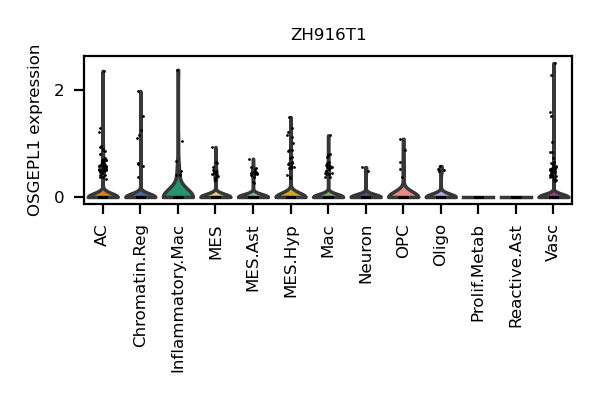 ZH916T1
OSGEPL1 expression
2
0
AC
Chromatin.Reg
Inflammatory.Mac
MES
MES.Ast
MES.Hyp
Mac
Neuron
OPC
Oligo
Prolif.Metab
Reactive.Ast
Vasc